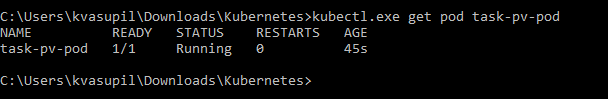 C:\Users\kvasupil\Downloads\Kubernetes>kubectl.exe get pod task-pv-pod
NAME          READY   STATUS    RESTARTS   AGE
task-pv-pod   1/1     Running   0          45s
C:\Users\kvasupil\Downloads\Kubernetes>